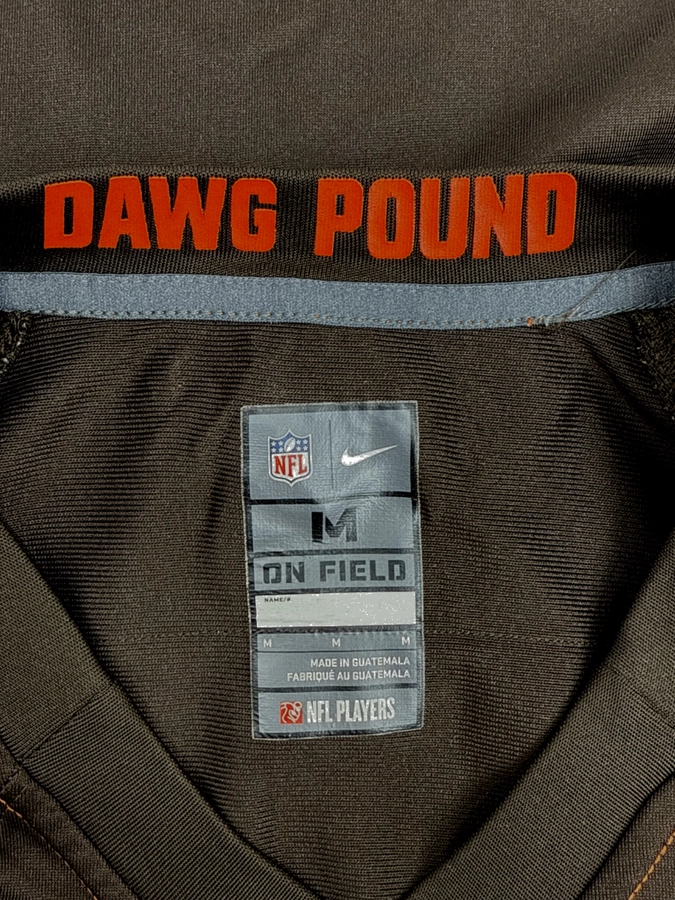 DAWG POUND
NFL
M
ON FIELD
NAME/#
M M M
MADE IN GUATEMALA
FABRIQUÉ AU GUATEMALA
NFL PLAYERS